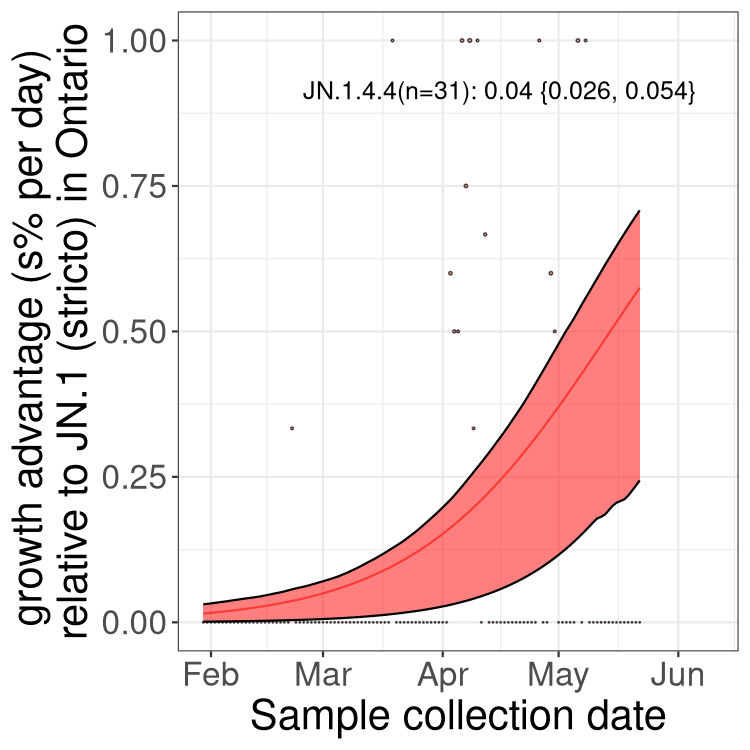 growth advantage (s% per day)
relative to JN.1 (stricto) in Ontario
1.00
0.75
0.50
0.25
0.00
JN.1.4.4(n=31): 0.04 {0.026, 0.054}
Feb Mar Apr May Jun
Sample collection date